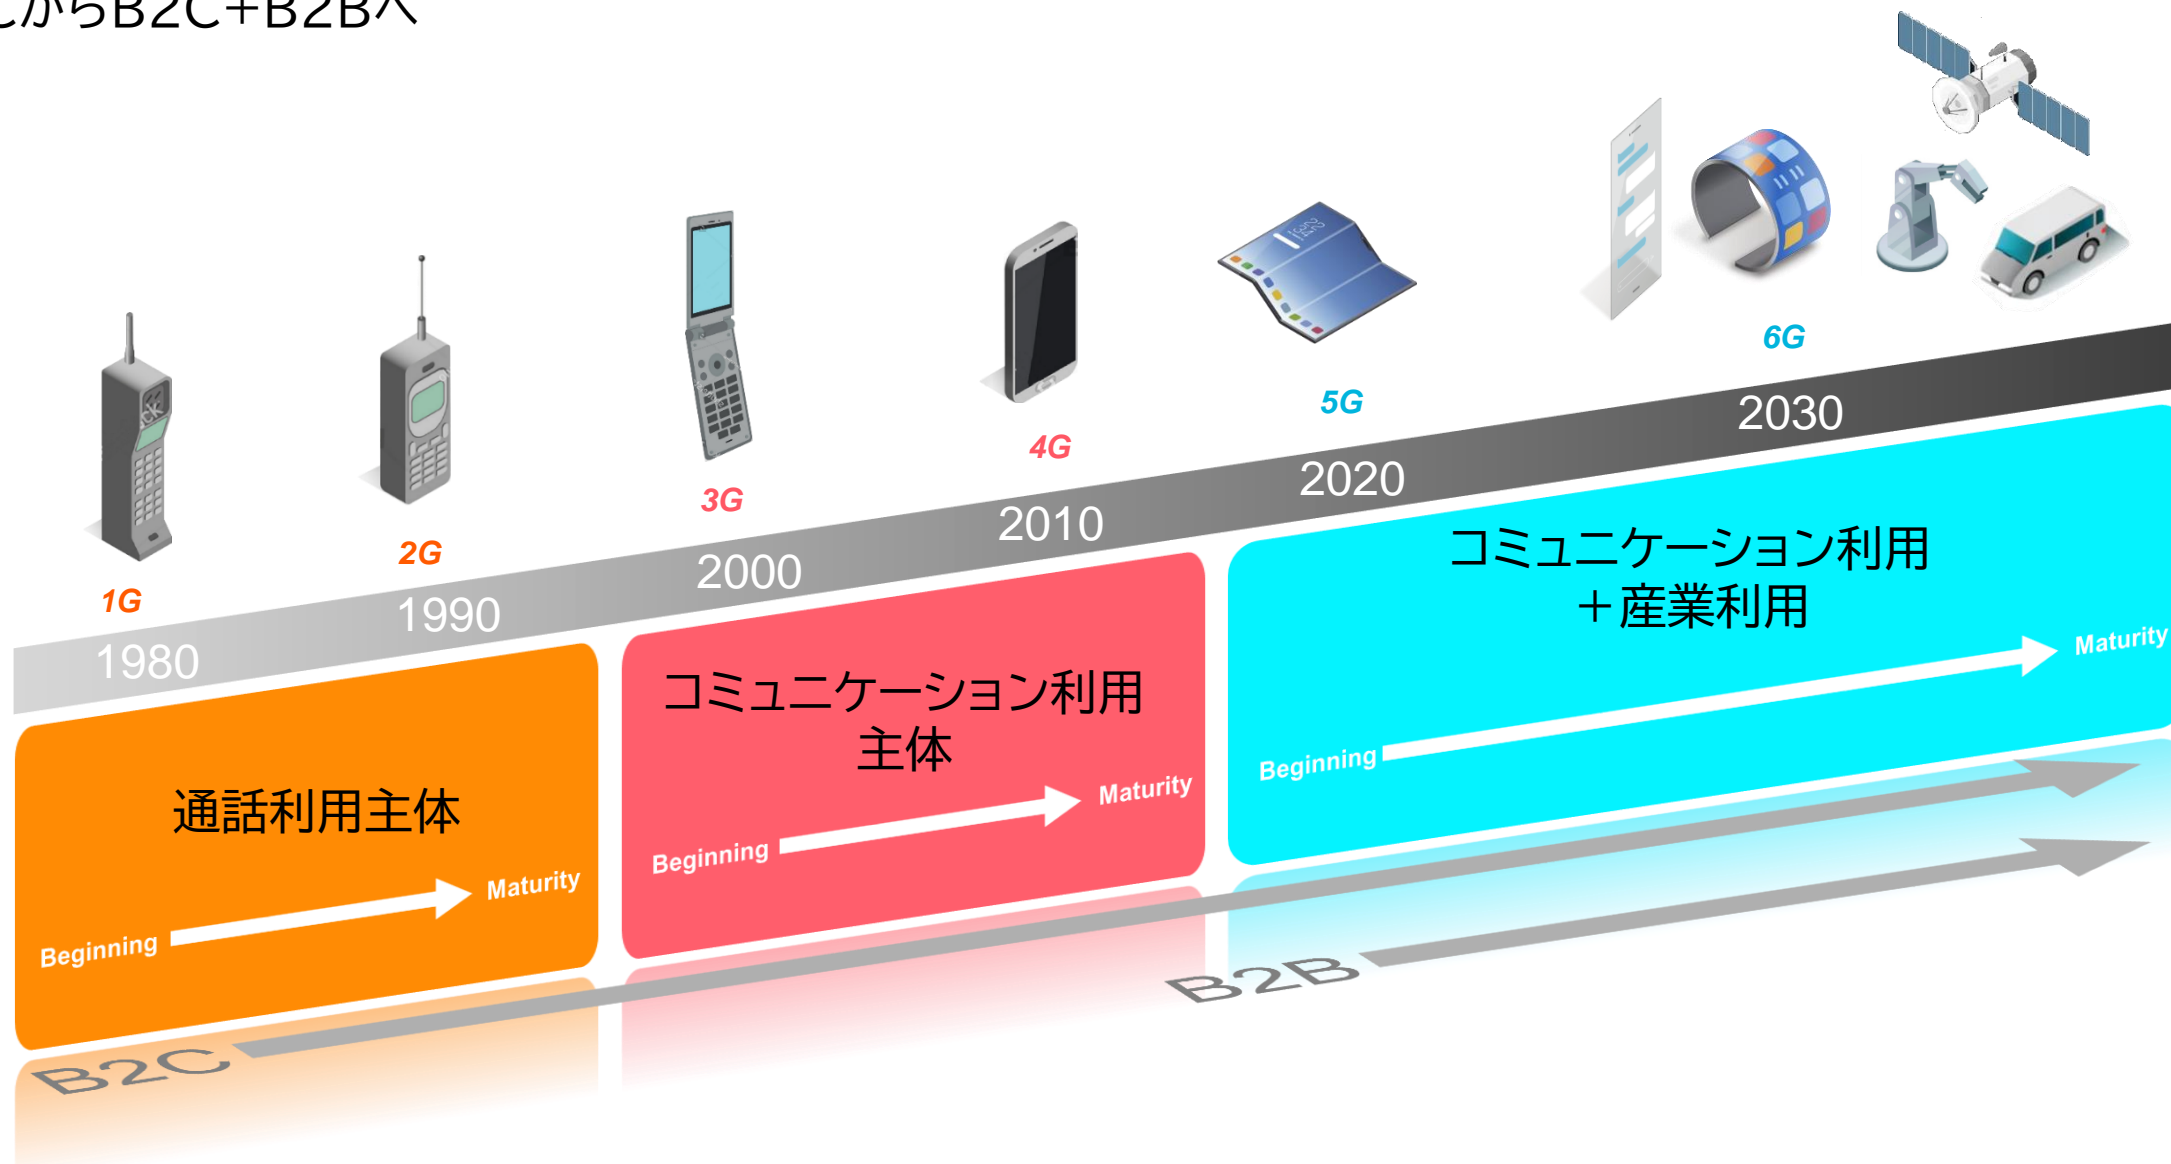 からB2C+B2Bへ
6G
5G
4G
3G
2G
1G
2030
2020
2010
2000
1990
1980
コミュニケーション利用
+産業利用
Beginning
Maturity
コミュニケーション利用
主体
Beginning
Maturity
通話利用主体
Beginning
Maturity
B2B
B2C